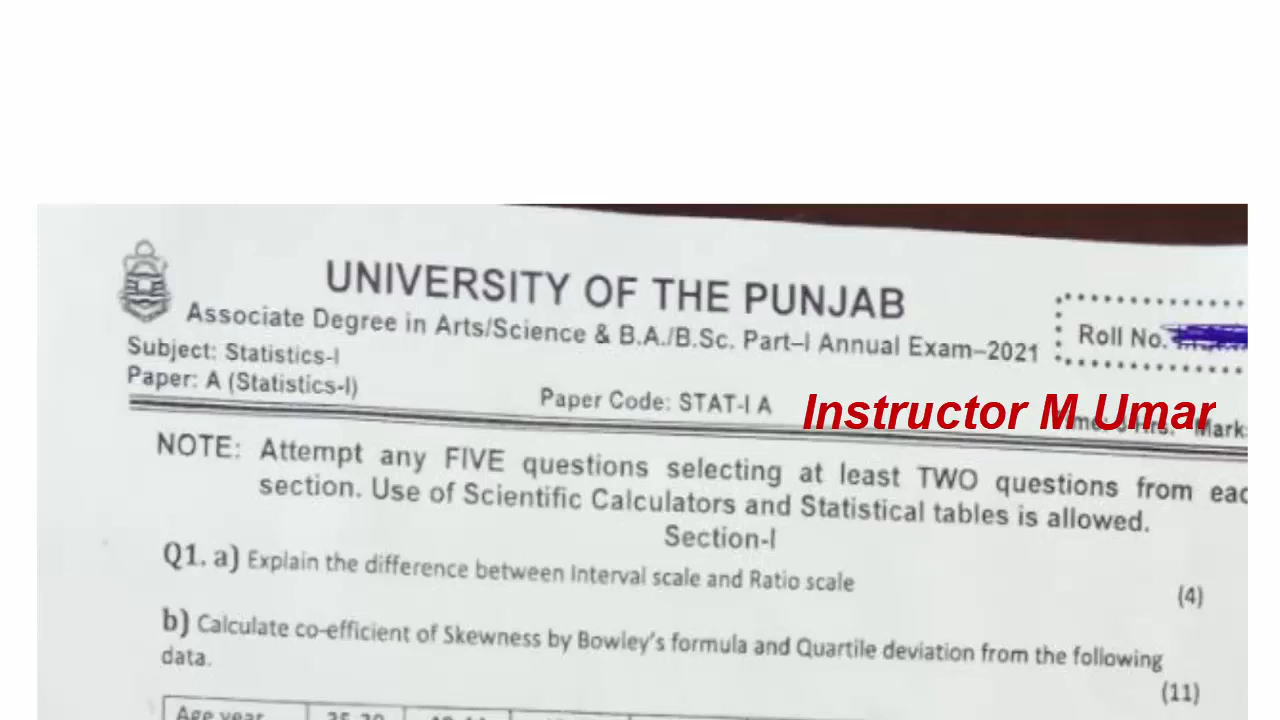 UNIVERSITY OF THE PUNJAB
Associate Degree in Arts/Science & B.A./B.Sc. Part–I Annual Exam–2021
Roll No.
Subject: Statistics-I
Paper: A (Statistics-I)
Paper Code: STAT-I A
Instructor M Umar
Mark
NOTE: Attempt any FIVE questions selecting at least TWO questions from
section. Use of Scientific Calculators and Statistical tables is allowed.
Section-I
Q1. a) Explain the difference between Interval scale and Ratio scale
(4)
b) Calculate co-efficient of Skewness by Bowley's formula and Quartile deviation from the following
data.
(11)
Age year